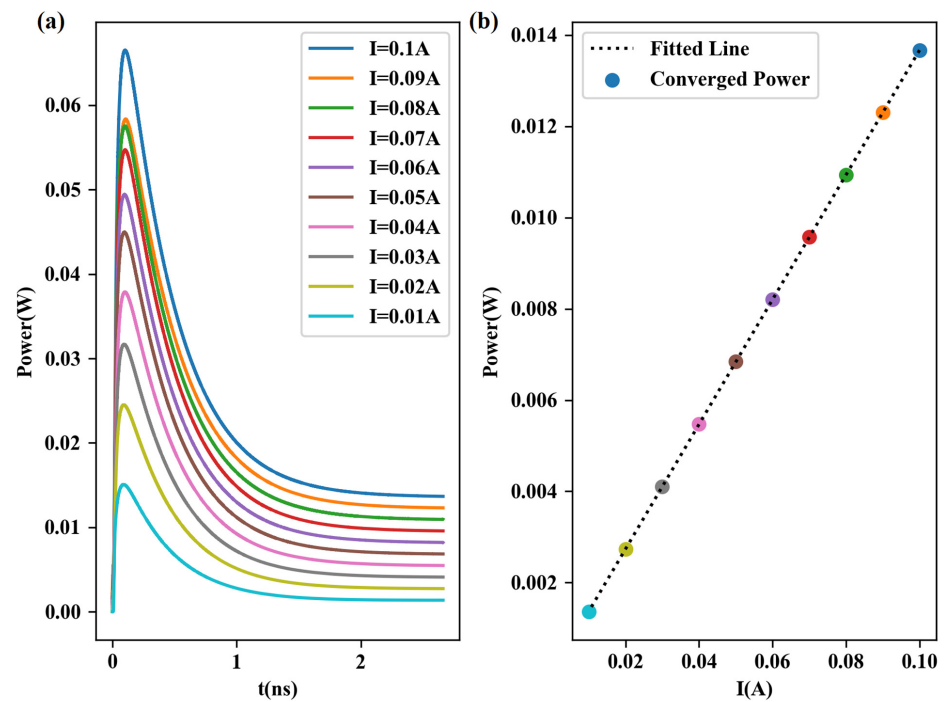 (a)
I=0.1A
I=0.09A
I=0.08A
I=0.07A
I=0.06A
I=0.05A
I=0.04A
I=0.03A
I=0.02A
I=0.01A
Power(W)
0.06
0.05
0.04
0.03
0.02
0.01
0.00
0 1 2
t(ns)
(b)
Fitted Line
Converged Power
Power(W)
0.014
0.012
0.010
0.008
0.006
0.004
0.002
0.02 0.04 0.06 0.08 0.10
I(A)